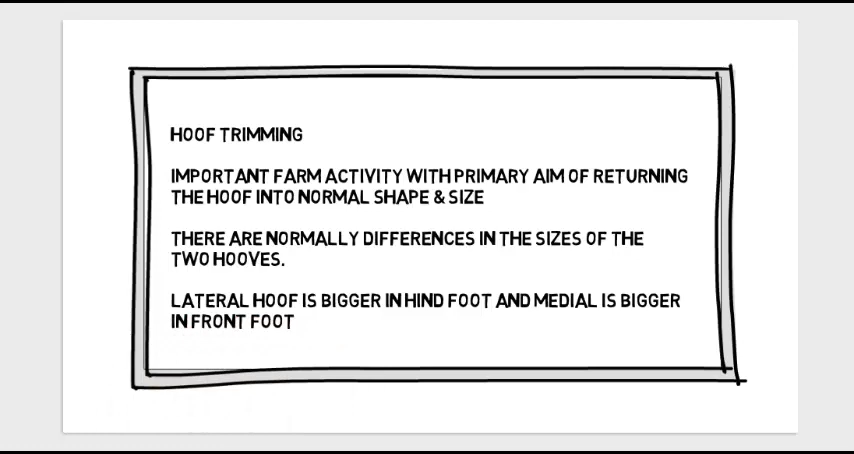 HOOF TRIMMING
IMPORTANT FARM ACTIVITY WITH PRIMARY AIM OF RETURNING
THE HOOF INTO NORMAL SHAPE & SIZE
THERE ARE NORMALLY DIFFERENCES IN THE SIZES OF THE
TWO HOOVES.
LATERAL HOOF IS BIGGER IN HIND FOOT AND MEDIAL IS BIGGER
IN FRONT FOOT